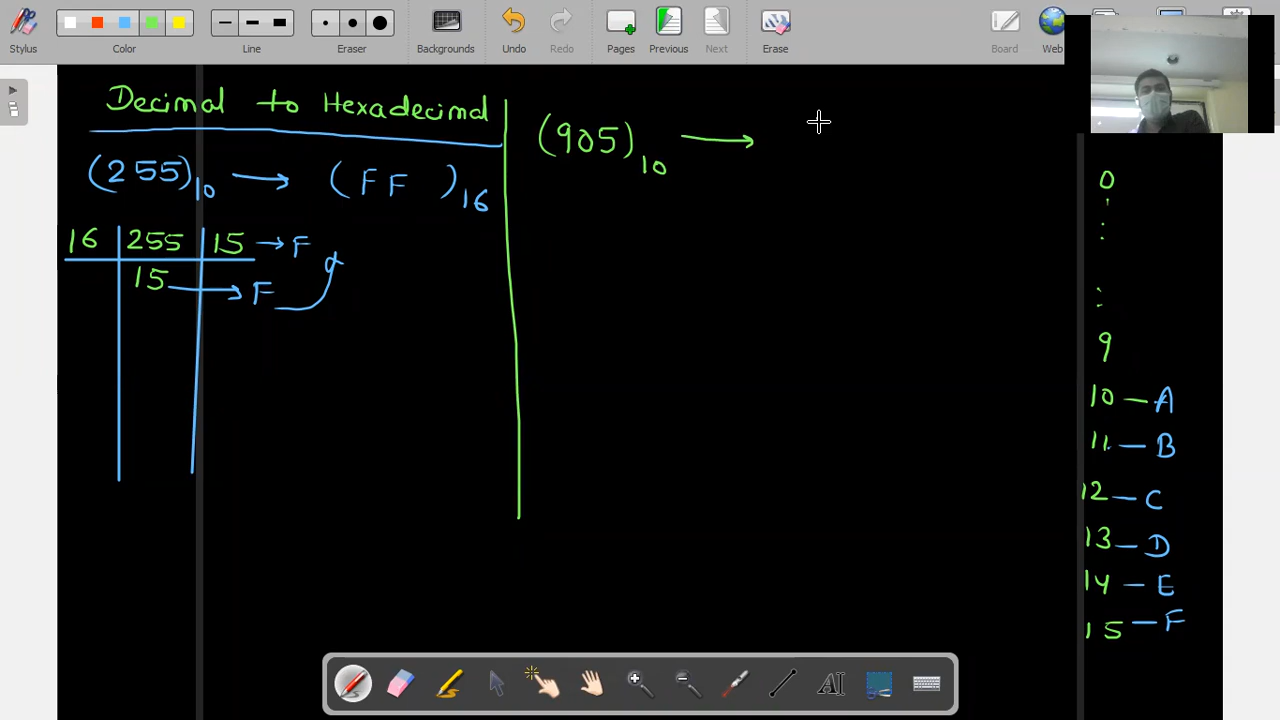 Stylus
Color
Line
Eraser
Backgrounds
Undo
Redo
Pages
Previous
Next
Erase
Board
Web
Decimal to Hexadecimal
(255)₁₀ → (FF )₁₆
16 255 15 → F
15 → F
(905)₁₀ →
0
:
:
9
10 — A
11 — B
12 — C
13 — D
14 — E
15 — F
AI